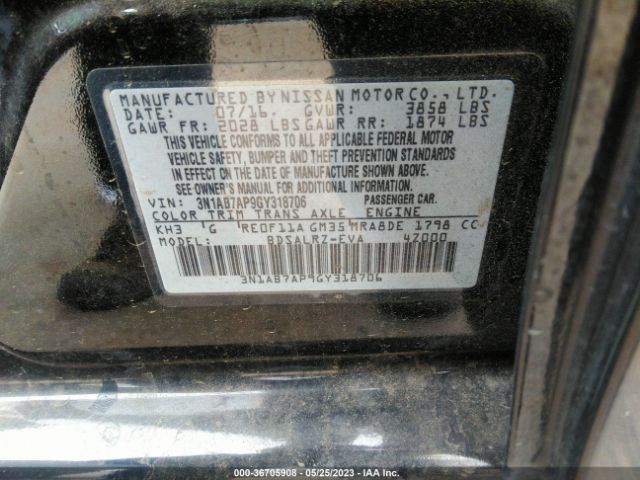 MANUFACTURED BY NISSAN MOTOR CO., LTD.
DATE: 07/16. GVWR: 3858 LBS
GAWR FR: 2028 LBS GAWR RR: 1874 LBS
THIS VEHICLE CONFORMS TO ALL APPLICABLE FEDERAL MOTOR
VEHICLE SAFETY, BUMPER AND THEFT PREVENTION STANDARDS
IN EFFECT ON THE DATE OF MANUFACTURE SHOWN ABOVE.
SEE OWNER'S MANUAL FOR ADDITIONAL INFORMATION.
VIN: 3N1AB7AP9GY318706 PASSENGER CAR.
COLOR TRIM TRANS AXLE ENGINE
KH3 'G 'RE0F11A GM35 MRA8DE 1798 CC
MODEL: BDSALRZ-EVA 47000
3N1AB7AP9GY318706
000-36705908 - 05/25/2023 - IAA Inc.